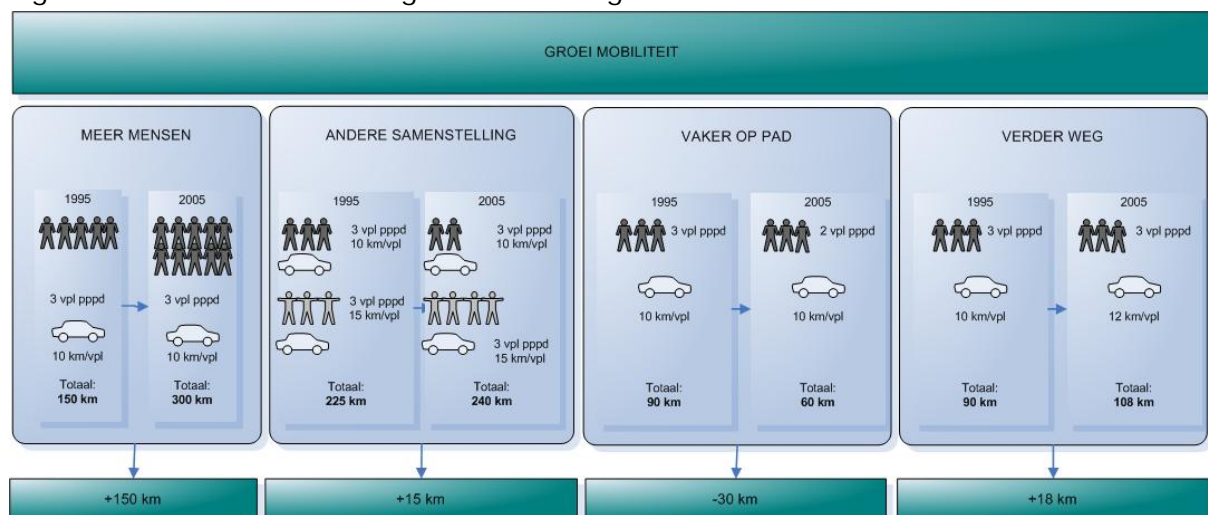 GROEI MOBILITEIT
MEER MENSEN
1995
2005
3 vpl pppd
3 vpl pppd
10 km/vpl
10 km/vpl
Totaal:
150 km
Totaal:
300 km
+150 km
ANDERE SAMENSTELLING
1995
2005
3 vpl pppd
10 km/vpl
3 vpl pppd
10 km/vpl
3 vpl pppd
15 km/vpl
3 vpl pppd
15 km/vpl
Totaal:
225 km
Totaal:
240 km
+15 km
VAKER OP PAD
1995
2005
3 vpl pppd
2 vpl pppd
10 km/vpl
10 km/vpl
Totaal:
90 km
Totaal:
60 km
-30 km
VERDER WEG
1995
2005
3 vpl pppd
3 vpl pppd
10 km/vpl
12 km/vpl
Totaal:
90 km
Totaal:
108 km
+18 km